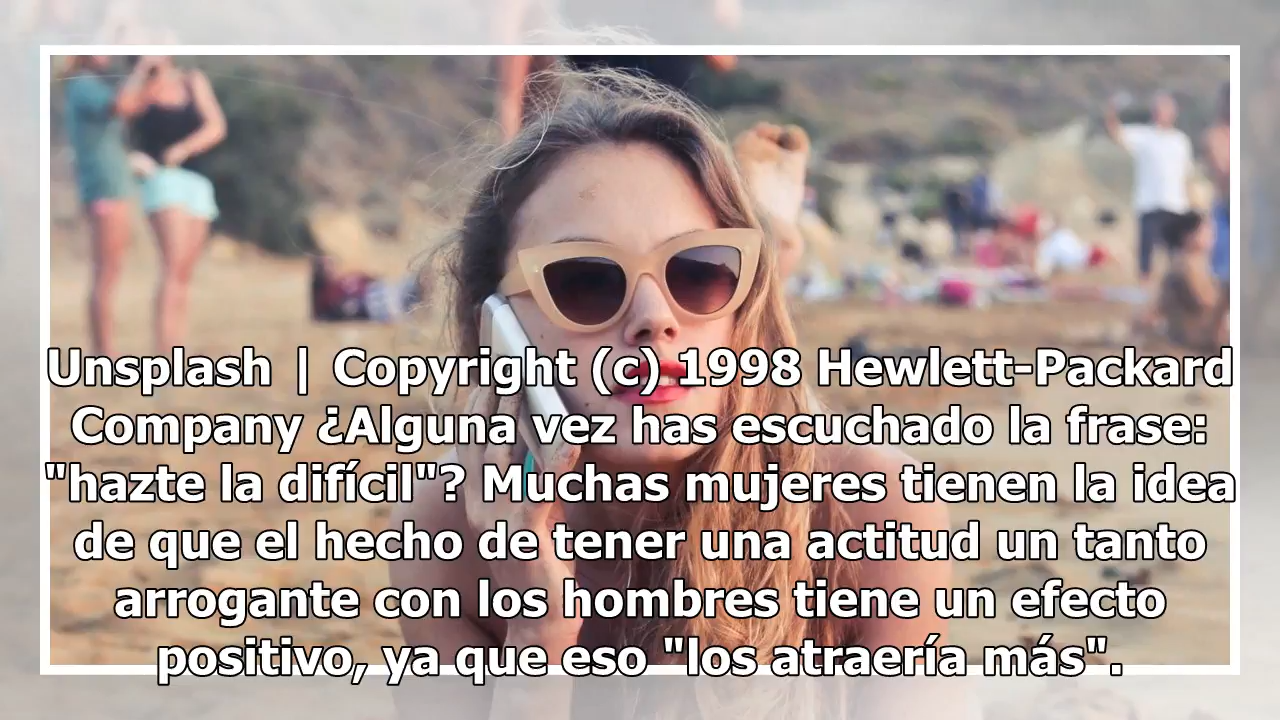 Unsplash | Copyright (c) 1998 Hewlett-Packard
Company ¿Alguna vez has escuchado la frase:
"hazte la difícil"? Muchas mujeres tienen la idea
de que el hecho de tener una actitud un tanto
arrogante con los hombres tiene un efecto
positivo, ya que eso "los atraería más".